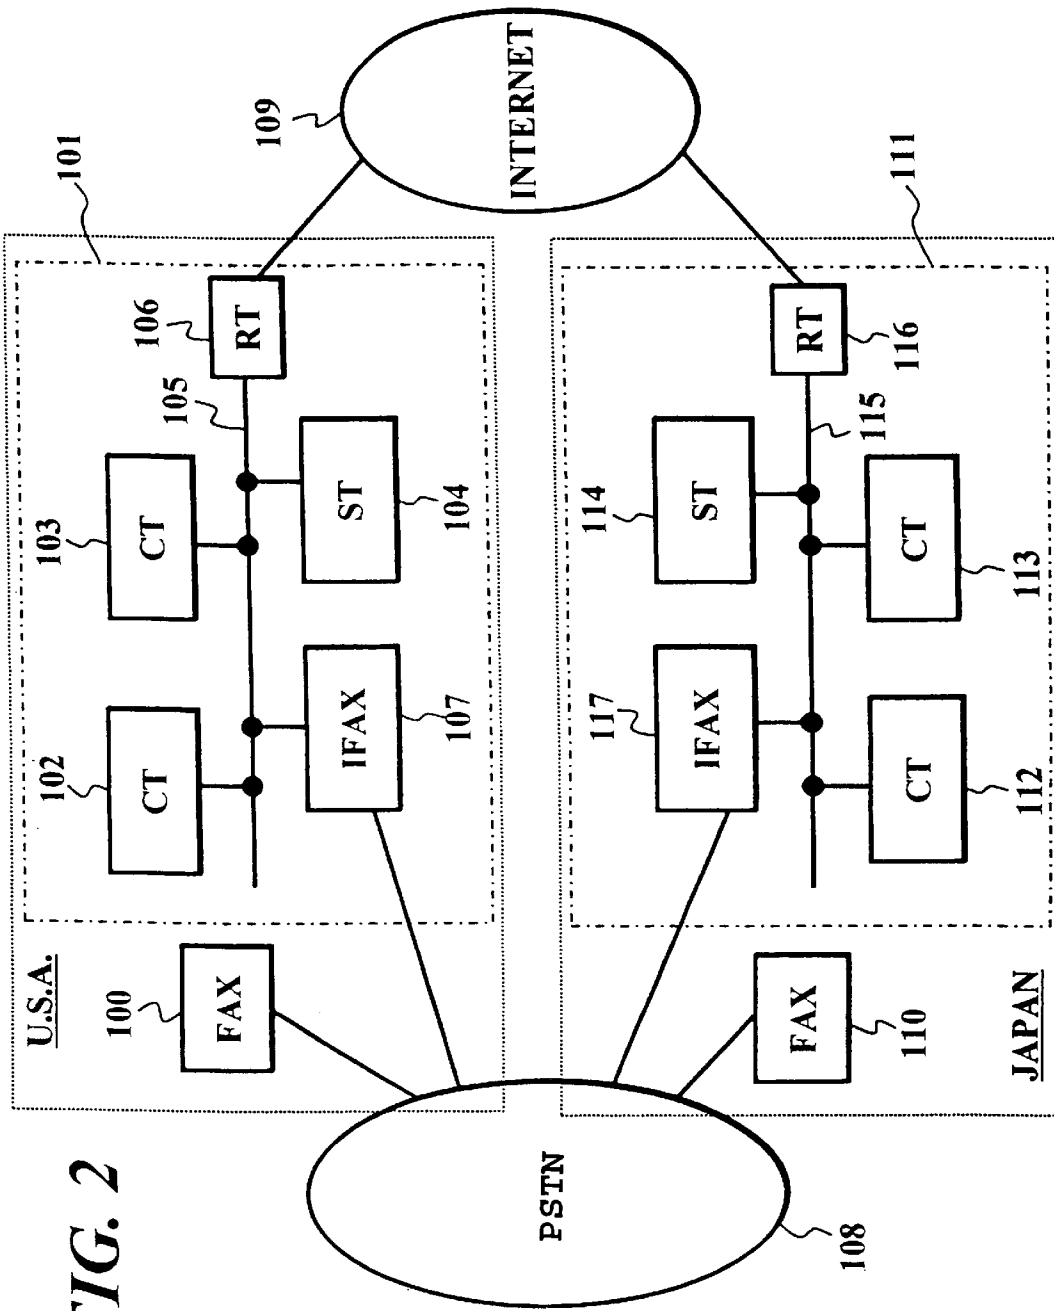 FIG. 2
U.S.A.
100
FAX
102
CT
103
CT
101
105
106
RT
IFAX
107
ST
104
109
INTERNET
PSTN
108
117
IFAX
114
ST
111
115
RT
116
CT
112
CT
113
FAX
110
JAPAN